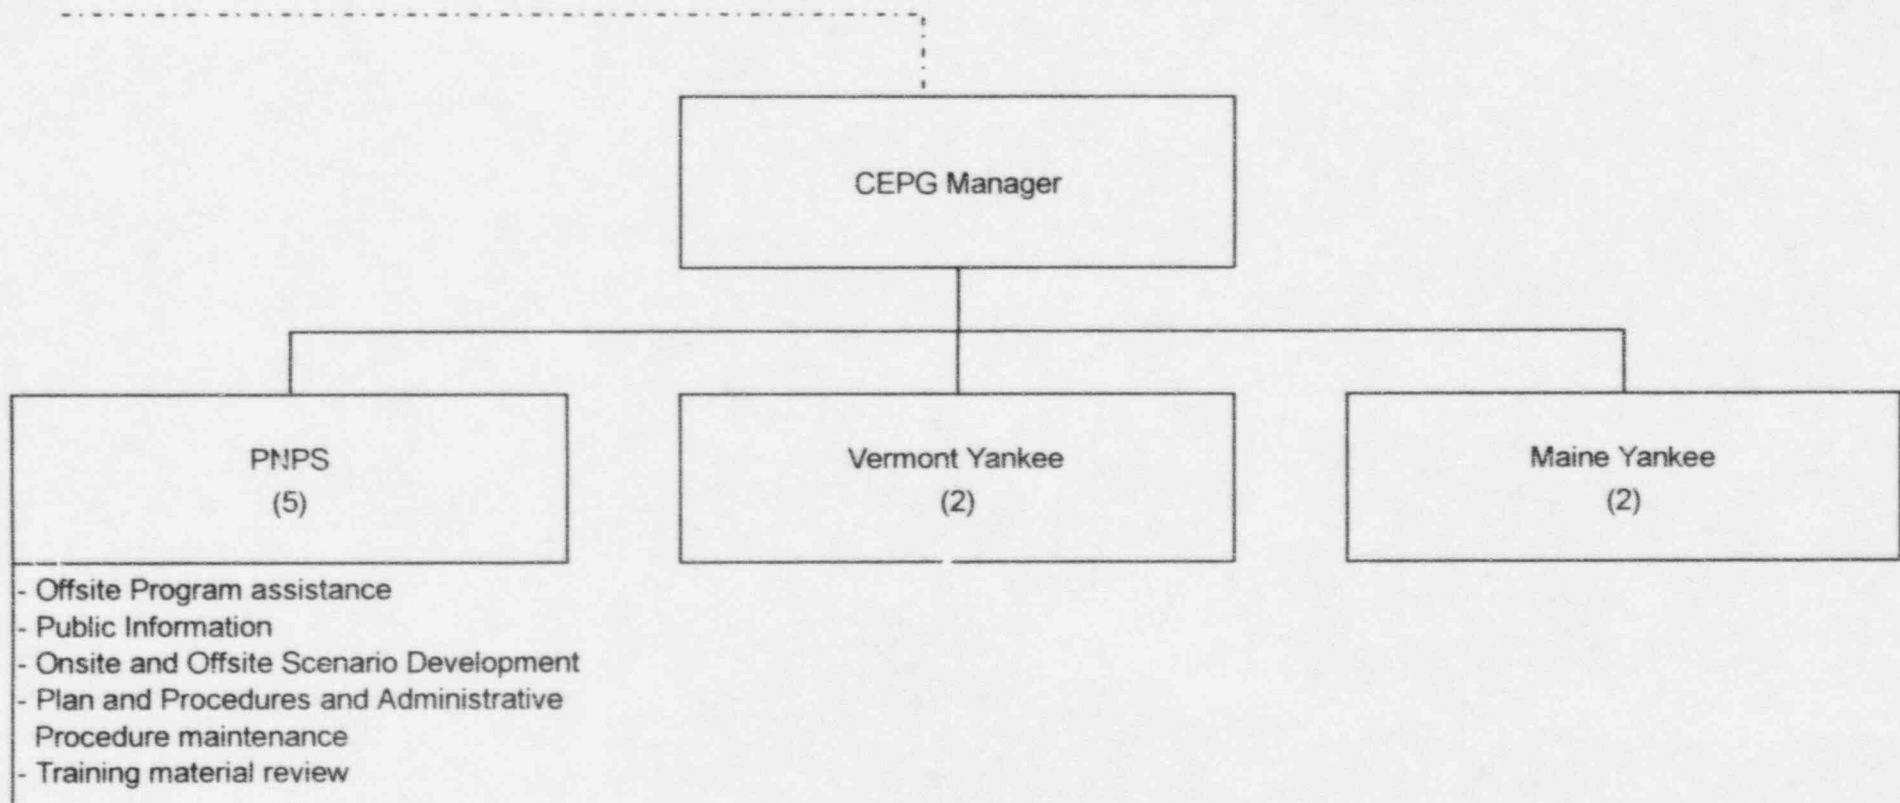 CEPG Manager
PNPS
(5)
Vermont Yankee
(2)
Maine Yankee
(2)
- Offsite Program assistance
- Public Information
- Onsite and Offsite Scenario Development
- Plan and Procedures and Administrative
Procedure maintenance
- Training material review